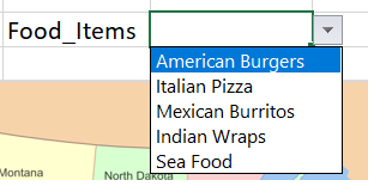 Food_Items
American Burgers
Italian Pizza
Mexican Burritos
Indian Wraps
Sea Food
Montana
North Dakota